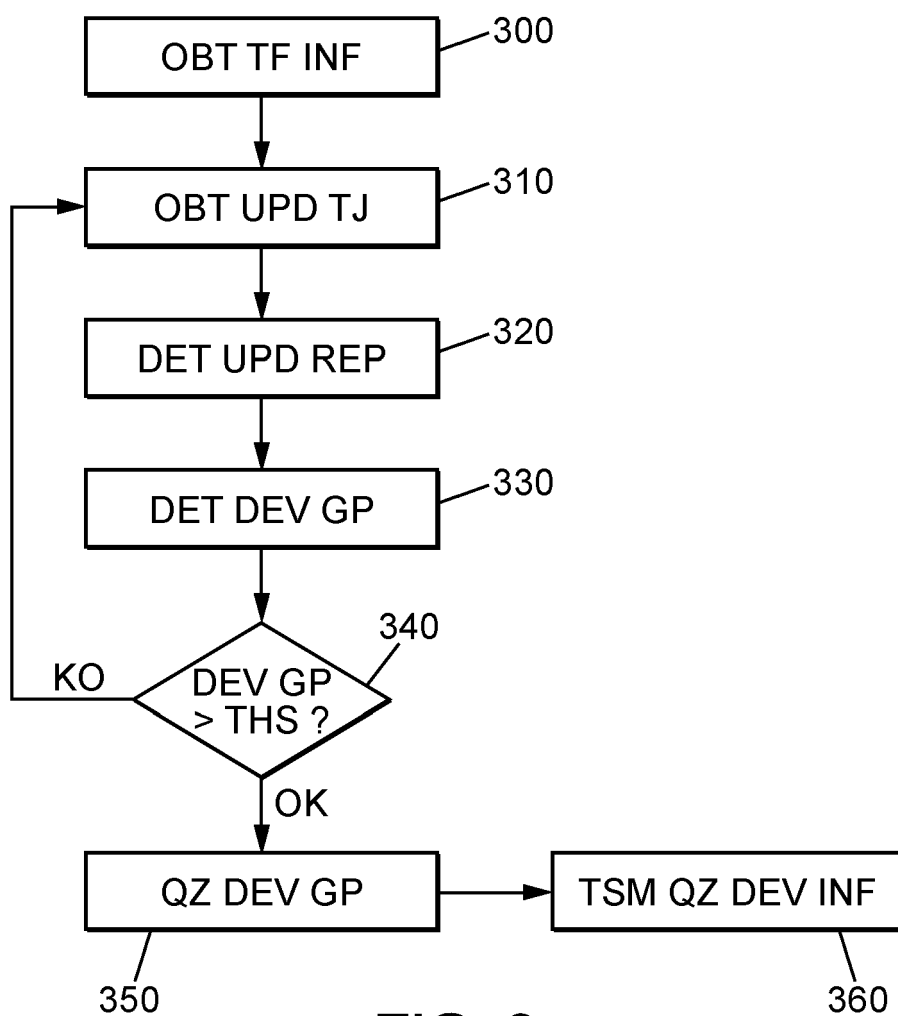 OBT TF INF
300
OBT UPD TJ
310
DET UPD REP
320
DET DEV GP
330
340
DEV GP
> THS ?
KO
OK
QZ DEV GP
TSM QZ DEV INF
350
360